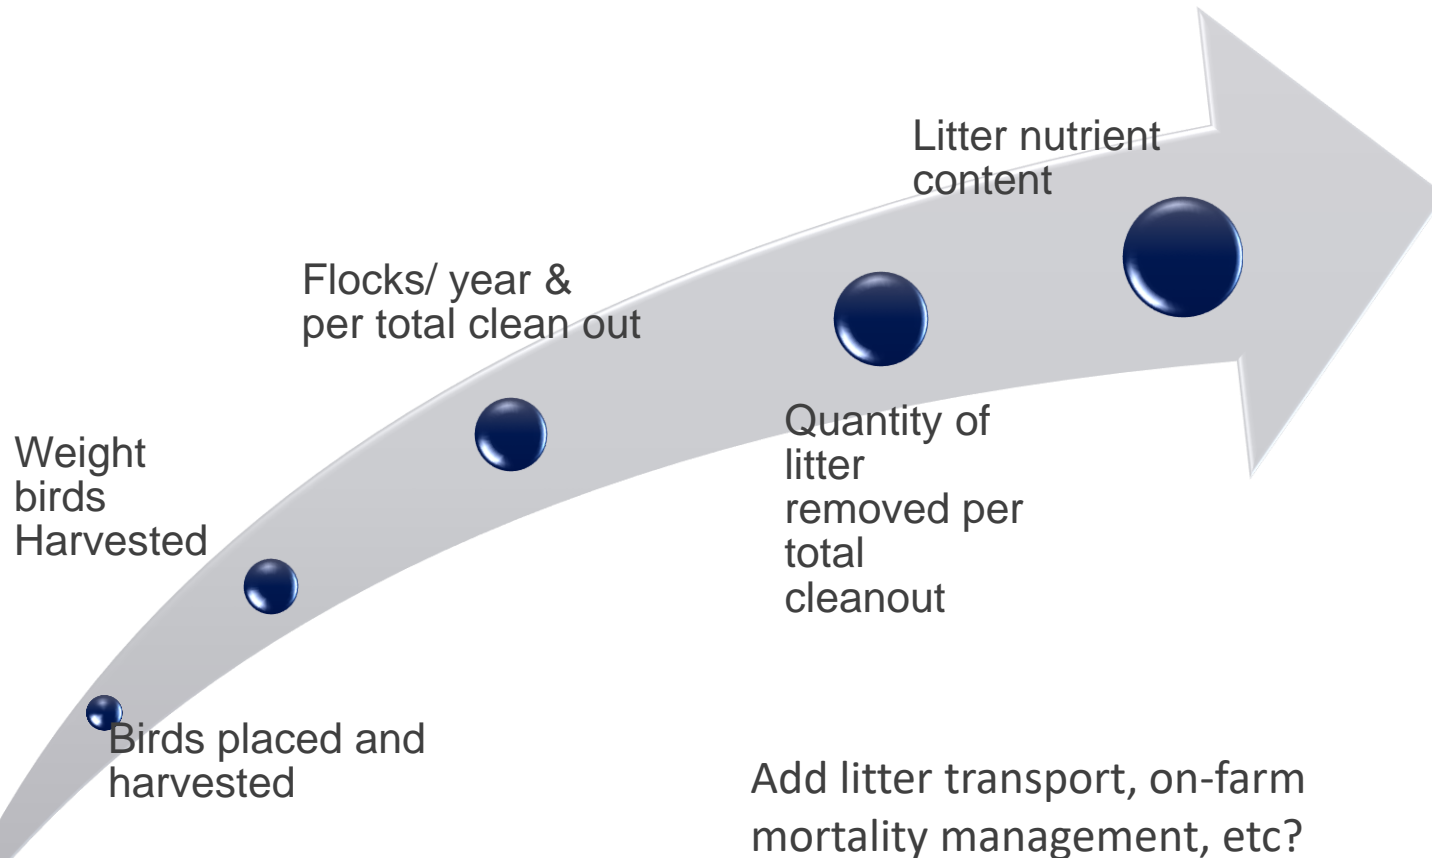 Litter nutrient
content
Flocks/ year &
per total clean out
Quantity of
litter
removed per
total
cleanout
Weight
birds
Harvested
Birds placed and
harvested
Add litter transport, on-farm
mortality management, etc?